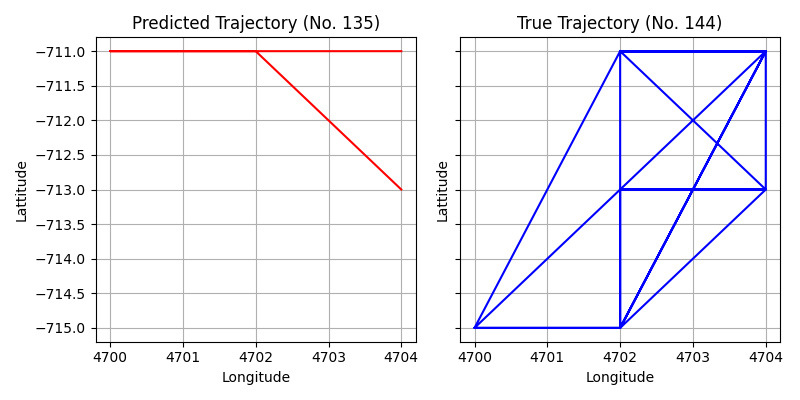 Predicted Trajectory (No. 135)
−711.0
−711.5
−712.0
−712.5
−713.0
−713.5
−714.0
−714.5
−715.0
Lattitude
4700 4701 4702 4703 4704
Longitude
True Trajectory (No. 144)
Lattitude
4700 4701 4702 4703 4704
Longitude